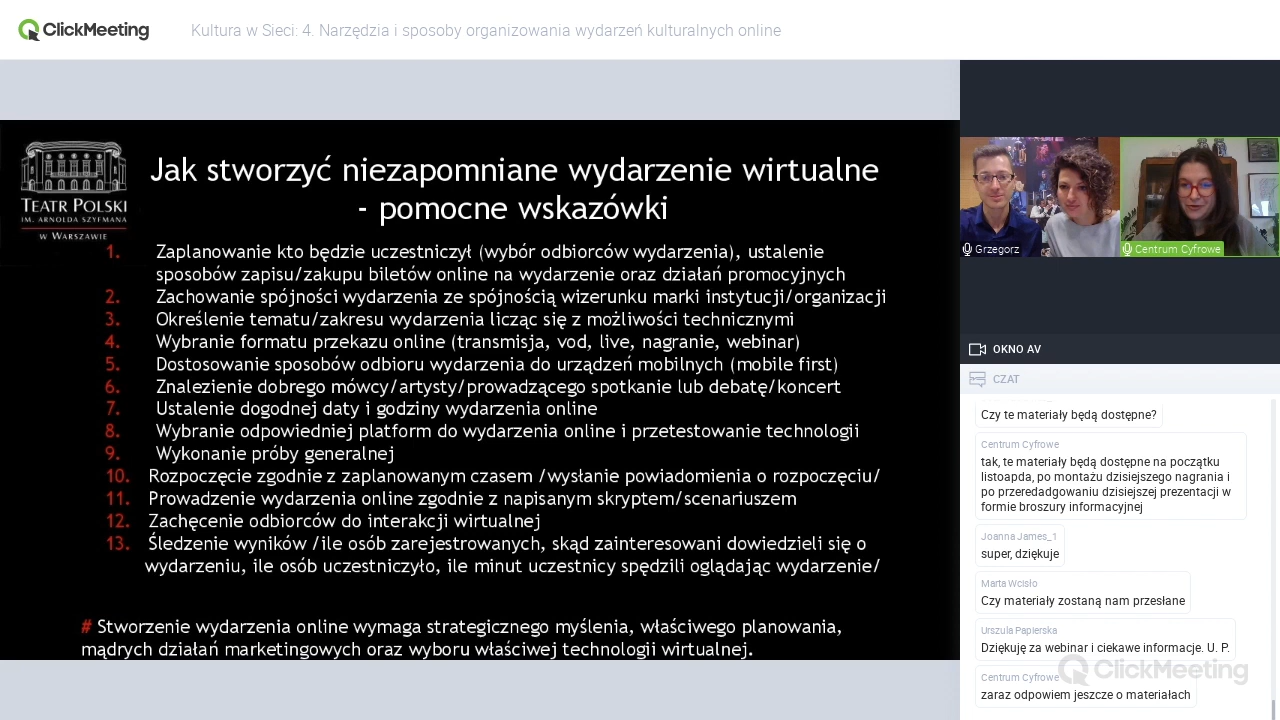 ClickMeeting
Kultura w Sieci: 4. Narzędzia i sposoby organizowania wydarzeń kulturalnych online
TEATR POLSKI
IM. ARNOLDA SZYFMANA
W WARSZAWIE
Jak stworzyć niezapomniane wydarzenie wirtualne
- pomocne wskazówki
1. Zaplanowanie kto będzie uczestniczył (wybór odbiorców wydarzenia), ustalenie
sposobów zapisu/zakupu biletów online na wydarzenie oraz działań promocyjnych
2. Zachowanie spójności wydarzenia ze spójnością wizerunku marki instytucji/organizacji
3. Określenie tematu/zakresu wydarzenia licząc się z możliwości technicznymi
4. Wybranie formatu przekazu online (transmisja, vod, live, nagranie, webinar)
5. Dostosowanie sposobów odbioru wydarzenia do urządzeń mobilnych (mobile first)
6. Znalezienie dobrego mówcy/artysty/prowadzącego spotkanie lub debatę/koncert
7. Ustalenie dogodnej daty i godziny wydarzenia online
8. Wybranie odpowiedniej platform do wydarzenia online i przetestowanie technologii
9. Wykonanie próby generalnej
10. Rozpoczęcie zgodnie z zaplanowanym czasem /wysłanie powiadomienia o rozpoczęciu/
11. Prowadzenie wydarzenia online zgodnie z napisanym skryptem/scenariuszem
12. Zachęcenie odbiorców do interakcji wirtualnej
13. Śledzenie wyników /ile osób zarejestrowanych, skąd zainteresowani dowiedzieli się o
wydarzeniu, ile osób uczestniczyło, ile minut uczestnicy spędzili oglądając wydarzenie/
# Stworzenie wydarzenia online wymaga strategicznego myślenia, właściwego planowania,
mądrych działań marketingowych oraz wyboru właściwej technologii wirtualnej.
Grzegorz
Centrum Cyfrowe
OKNO AV
CZAT
Czy te materiały będą dostępne?
Centrum Cyfrowe
tak, te materiały będą dostępne na początku
listoapda, po montażu dzisiejszego nagrania i
po przeredadgowaniu dzisiejszej prezentacji w
formie broszury informacyjnej
Joanna James_1
super, dziękuje
Marta Wcisło
Czy materiały zostaną nam przesłane
Urszula Papierska
Dziękuję za webinar i ciekawe informacje. U. P.
ClickMeeting
Centrum Cyfrowe
zaraz odpowiem jeszcze o materiałach